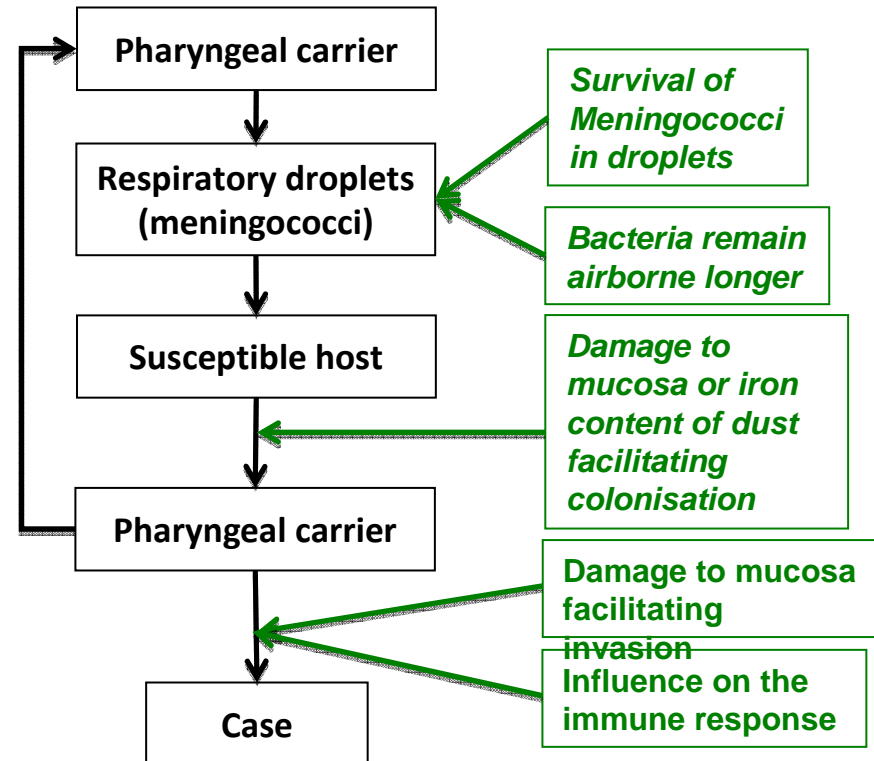 Pharyngeal carrier
Respiratory droplets
(meningococci)
Susceptible host
Pharyngeal carrier
Case
Survival of
Meningococci
in droplets
Bacteria remain
airborne longer
Damage to
mucosa or iron
content of dust
facilitating
colonisation
Damage to mucosa
facilitating
invasion
Influence on the
immune response